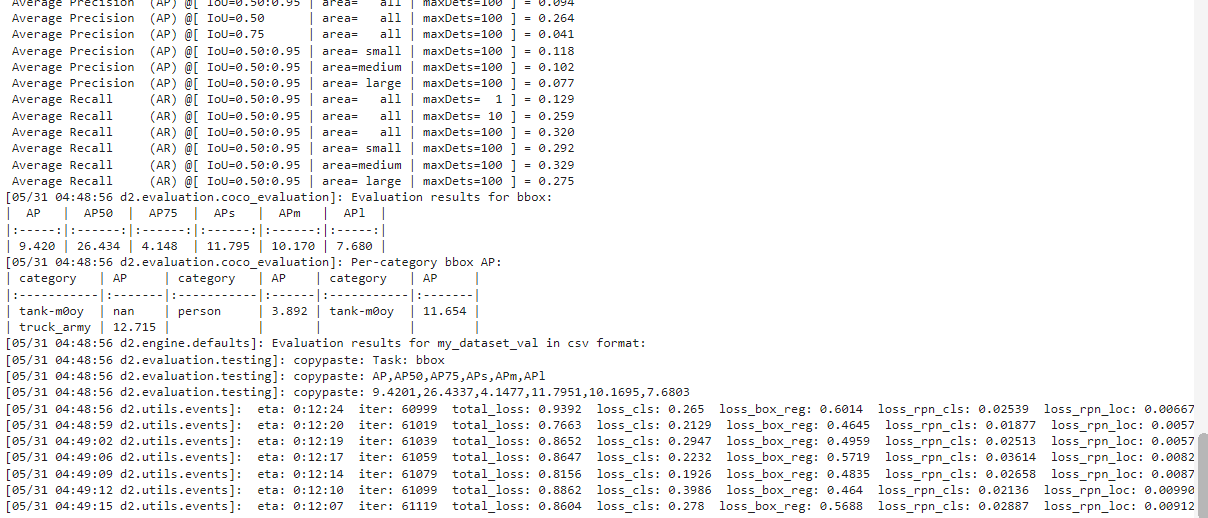 Average Precision (AP) @[ IoU=0.50:0.95 | area= all | maxDets=100 ] = 0.094
Average Precision (AP) @[ IoU=0.50 | area= all | maxDets=100 ] = 0.264
Average Precision (AP) @[ IoU=0.75 | area= all | maxDets=100 ] = 0.041
Average Precision (AP) @[ IoU=0.50:0.95 | area= small | maxDets=100 ] = 0.118
Average Precision (AP) @[ IoU=0.50:0.95 | area=medium | maxDets=100 ] = 0.102
Average Precision (AP) @[ IoU=0.50:0.95 | area= large | maxDets=100 ] = 0.077
Average Recall (AR) @[ IoU=0.50:0.95 | area= all | maxDets= 1 ] = 0.129
Average Recall (AR) @[ IoU=0.50:0.95 | area= all | maxDets= 10 ] = 0.259
Average Recall (AR) @[ IoU=0.50:0.95 | area= all | maxDets=100 ] = 0.320
Average Recall (AR) @[ IoU=0.50:0.95 | area= small | maxDets=100 ] = 0.292
Average Recall (AR) @[ IoU=0.50:0.95 | area=medium | maxDets=100 ] = 0.329
Average Recall (AR) @[ IoU=0.50:0.95 | area= large | maxDets=100 ] = 0.275
[05/31 04:48:56 d2.evaluation.coco_evaluation]: Evaluation results for bbox:
| AP | AP50 | AP75 | APs | APm | APl |
|:-----:|:------:|:------:|:------:|:------:|:-----:|
| 9.420 | 26.434 | 4.148 | 11.795 | 10.170 | 7.680 |
[05/31 04:48:56 d2.evaluation.coco_evaluation]: Per-category bbox AP:
| category | AP | category | AP | category | AP |
|:-----------|:-------|:-----------|:------|:-----------|:-------|
| tank-m0oy | nan | person | 3.892 | tank-m0oy | 11.654 |
| truck_army | 12.715 | | | | |
[05/31 04:48:56 d2.engine.defaults]: Evaluation results for my_dataset_val in csv format:
[05/31 04:48:56 d2.evaluation.testing]: copypaste: Task: bbox
[05/31 04:48:56 d2.evaluation.testing]: copypaste: AP,AP50,AP75,APs,APm,APl
[05/31 04:48:56 d2.evaluation.testing]: copypaste: 9.4201,26.4337,4.1477,11.7951,10.1695,7.6803
[05/31 04:48:56 d2.utils.events]: eta: 0:12:24 iter: 60999 total_loss: 0.9392 loss_cls: 0.265 loss_box_reg: 0.6014 loss_rpn_cls: 0.02539 loss_rpn_loc: 0.00667
[05/31 04:48:59 d2.utils.events]: eta: 0:12:20 iter: 61019 total_loss: 0.7663 loss_cls: 0.2129 loss_box_reg: 0.4645 loss_rpn_cls: 0.01877 loss_rpn_loc: 0.0057
[05/31 04:49:02 d2.utils.events]: eta: 0:12:19 iter: 61039 total_loss: 0.8652 loss_cls: 0.2947 loss_box_reg: 0.4959 loss_rpn_cls: 0.02513 loss_rpn_loc: 0.0057
[05/31 04:49:06 d2.utils.events]: eta: 0:12:17 iter: 61059 total_loss: 0.8647 loss_cls: 0.2232 loss_box_reg: 0.5719 loss_rpn_cls: 0.03614 loss_rpn_loc: 0.0082
[05/31 04:49:09 d2.utils.events]: eta: 0:12:14 iter: 61079 total_loss: 0.8156 loss_cls: 0.1926 loss_box_reg: 0.4835 loss_rpn_cls: 0.02658 loss_rpn_loc: 0.0087
[05/31 04:49:12 d2.utils.events]: eta: 0:12:10 iter: 61099 total_loss: 0.8862 loss_cls: 0.3986 loss_box_reg: 0.464 loss_rpn_cls: 0.02136 loss_rpn_loc: 0.00990
[05/31 04:49:15 d2.utils.events]: eta: 0:12:07 iter: 61119 total_loss: 0.8604 loss_cls: 0.278 loss_box_reg: 0.5688 loss_rpn_cls: 0.02887 loss_rpn_loc: 0.00912